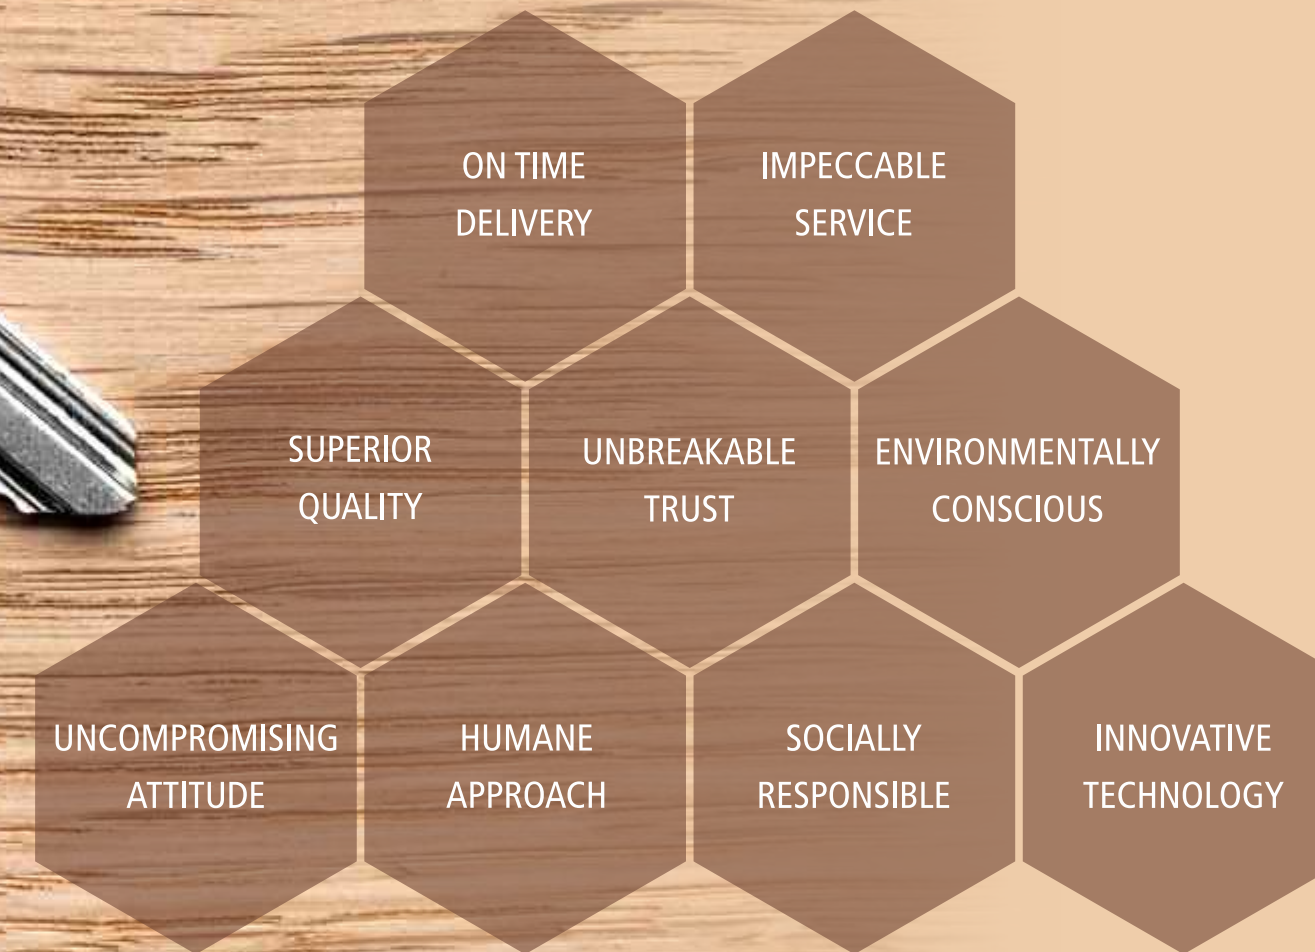 ON TIME
DELIVERY
IMPECCABLE
SERVICE
SUPERIOR
QUALITY
UNBREAKABLE
TRUST
ENVIRONMENTALLY
CONSCIOUS
UNCOMPROMISING
ATTITUDE
HUMANE
APPROACH
SOCIALLY
RESPONSIBLE
INNOVATIVE
TECHNOLOGY